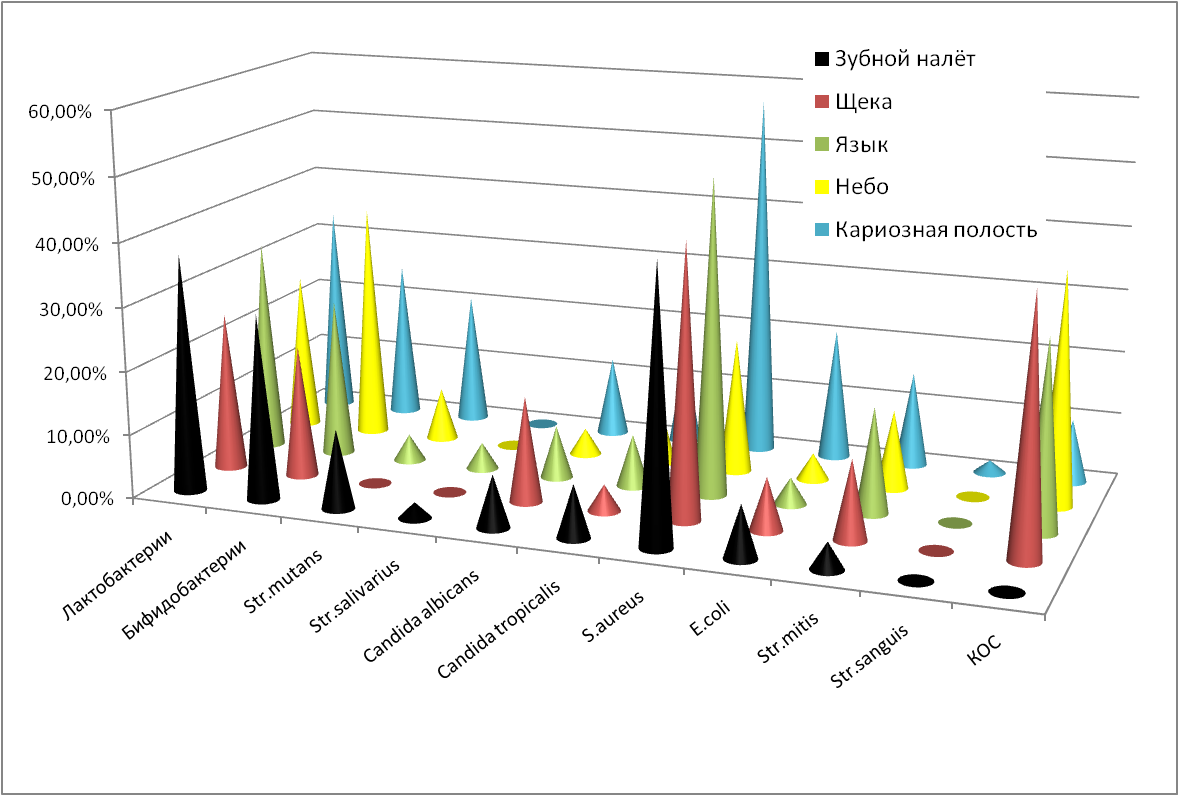 Зубной налёт
Щека
Язык
Небо
Кариозная полость
60,00%
50,00%
40,00%
30,00%
20,00%
10,00%
0,00%
Лактобактерии
Бифидобактерии
Str.mutans
Str.salivarius
Candida albicans
Candida tropicalis
S.aureus
E.coli
Str.mitis
Str.sanguis
КОС